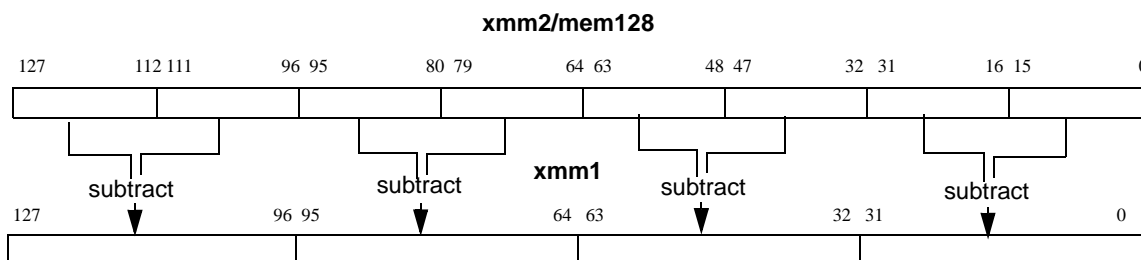 xmm2/mem128
127 112 111 96 95 80 79 64 63 48 47 32 31 16 15 0
xmm1
subtract subtract subtract subtract
127 96 95 64 63 32 31 0